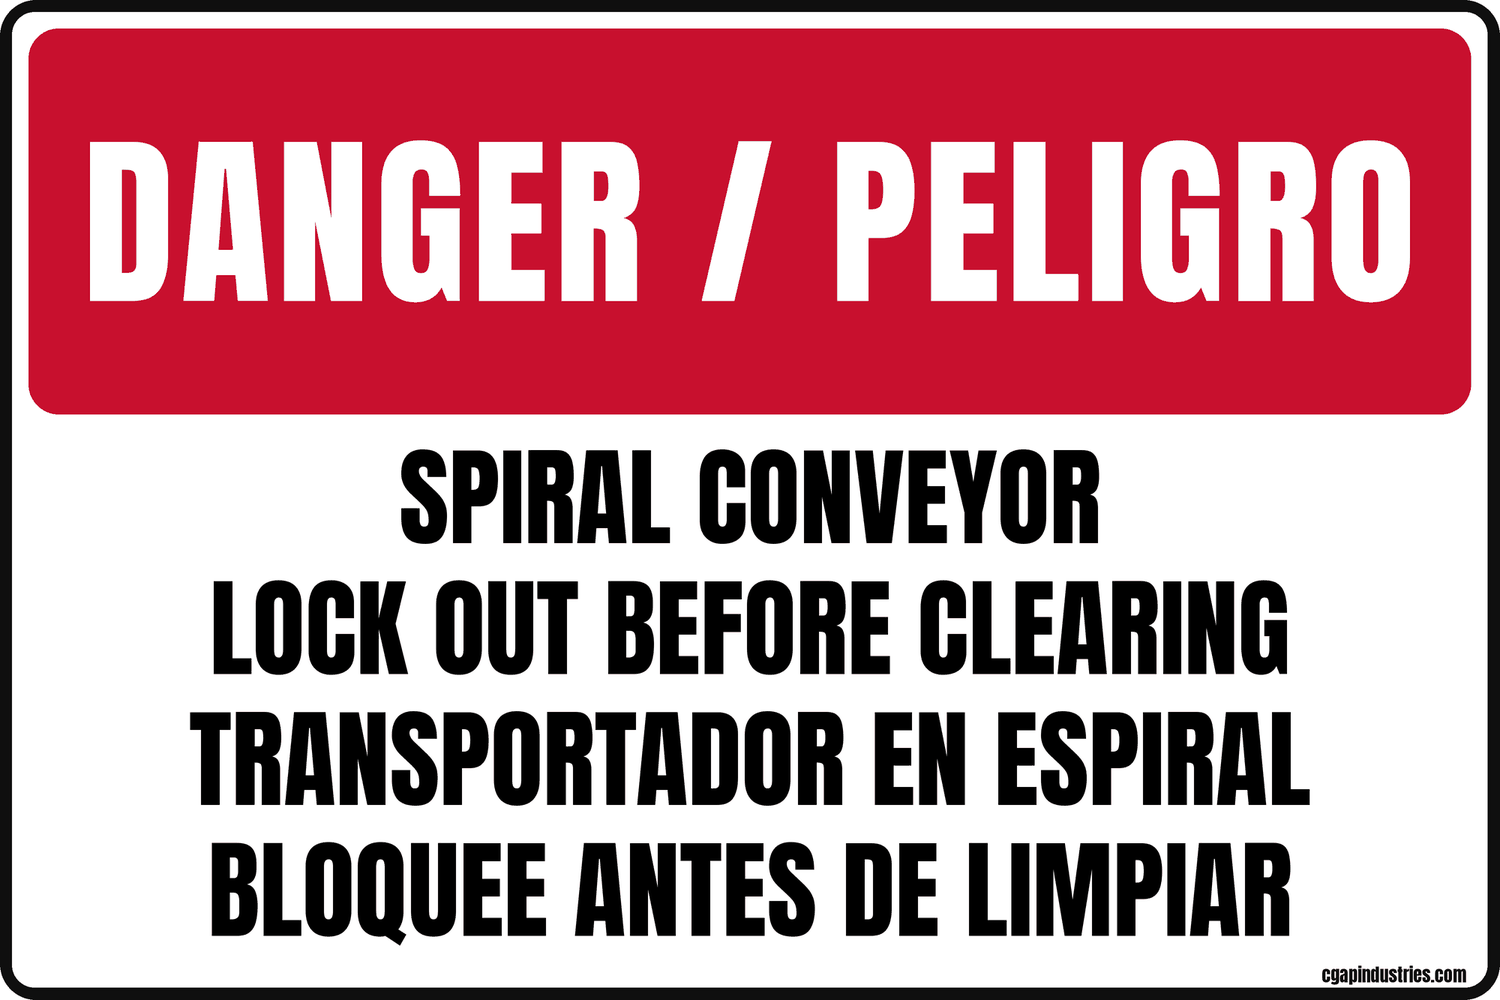 DANGER / PELIGRO
SPIRAL CONVEYOR
LOCK OUT BEFORE CLEARING
TRANSPORTADOR EN ESPIRAL
BLOQUEE ANTES DE LIMPIAR
cgapindustries.com